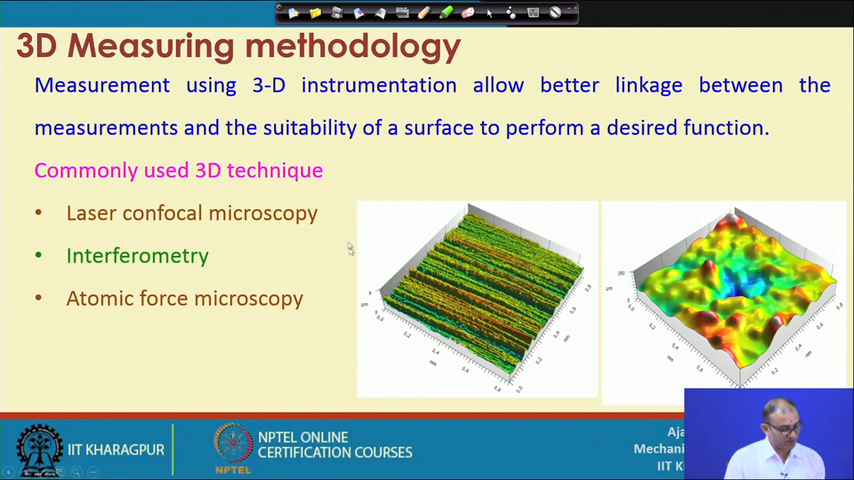 3D Measuring methodology
Measurement using 3-D instrumentation allow better linkage between the
measurements and the suitability of a surface to perform a desired function.
Commonly used 3D technique
• Laser confocal microscopy
• Interferometry
• Atomic force microscopy
IIT KHARAGPUR
NPTEL
NPTEL ONLINE
CERTIFICATION COURSES
Mechani
IIT K